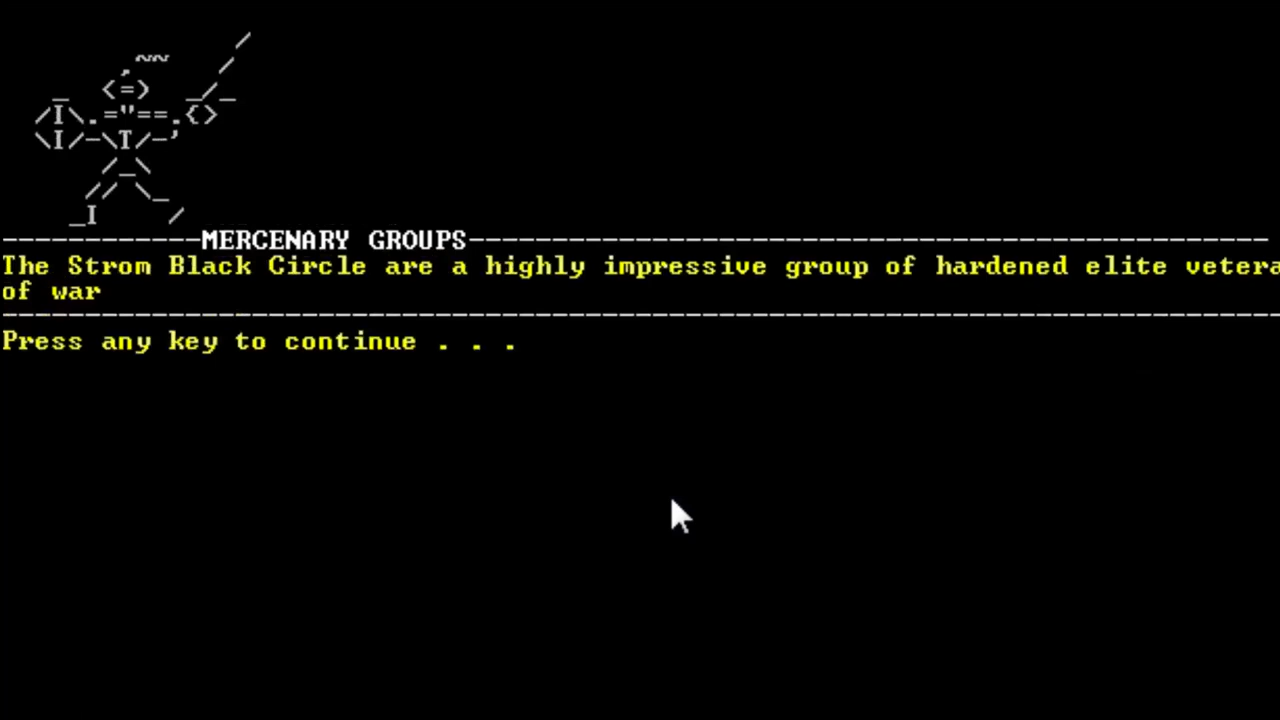 MERCENARY GROUPS
The Strom Black Circle are a highly impressive group of hardened elite vetera
of war
Press any key to continue . . .